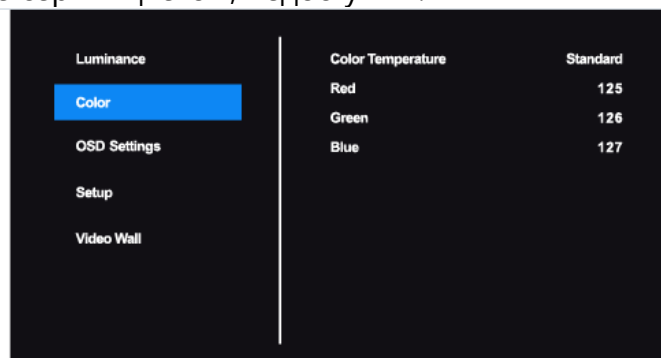 Luminance
Color
OSD Settings
Setup
Video Wall
Color Temperature Standard
Red 125
Green 126
Blue 127